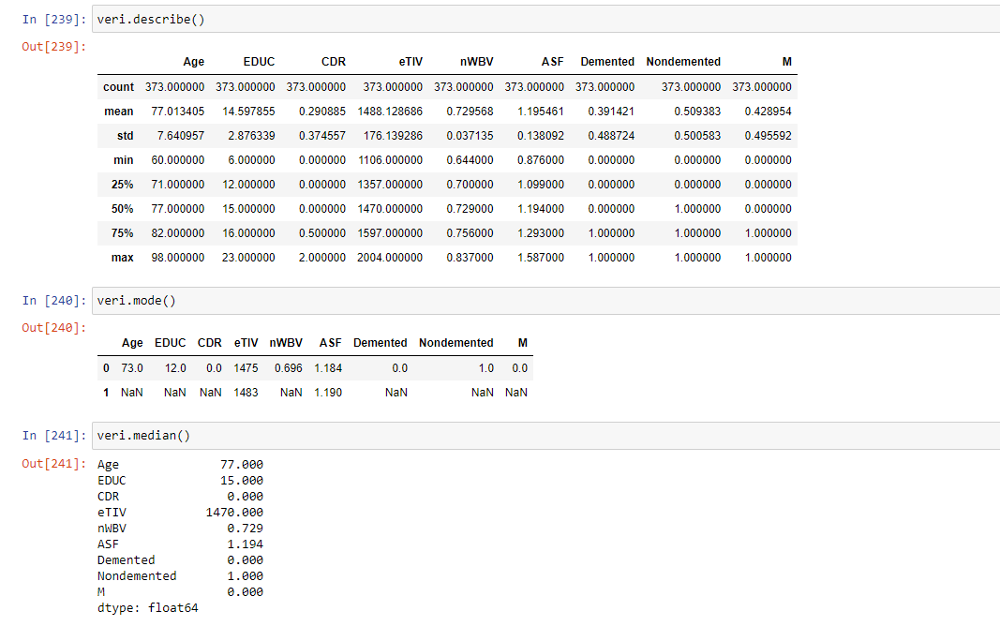 In [239]: veri.describe()
Out[239]:
Age EDUC CDR eTIV nWBV ASF Demented Nondemented M
count 373.000000 373.000000 373.000000 373.000000 373.000000 373.000000 373.000000 373.000000 373.000000
mean 77.013405 14.597855 0.290885 1488.128686 0.729568 1.195461 0.391421 0.509383 0.428954
std 7.640957 2.876339 0.374557 176.139286 0.037135 0.138092 0.488724 0.500583 0.495592
min 60.000000 6.000000 0.000000 1106.000000 0.644000 0.876000 0.000000 0.000000 0.000000
25% 71.000000 12.000000 0.000000 1357.000000 0.700000 1.099000 0.000000 0.000000 0.000000
50% 77.000000 15.000000 0.000000 1470.000000 0.729000 1.194000 0.000000 1.000000 0.000000
75% 82.000000 16.000000 0.500000 1597.000000 0.756000 1.293000 1.000000 1.000000 1.000000
max 98.000000 23.000000 2.000000 2004.000000 0.837000 1.587000 1.000000 1.000000 1.000000
In [240]: veri.mode()
Out[240]:
Age EDUC CDR eTIV nWBV ASF Demented Nondemented M
0 73.0 12.0 0.0 1475 0.696 1.184 0.0 1.0 0.0
1 NaN NaN NaN 1483 NaN 1.190 NaN NaN NaN
In [241]: veri.median()
Out[241]: Age 77.000
EDUC 15.000
CDR 0.000
eTIV 1470.000
nWBV 0.729
ASF 1.194
Demented 0.000
Nondemented 1.000
M 0.000
dtype: float64